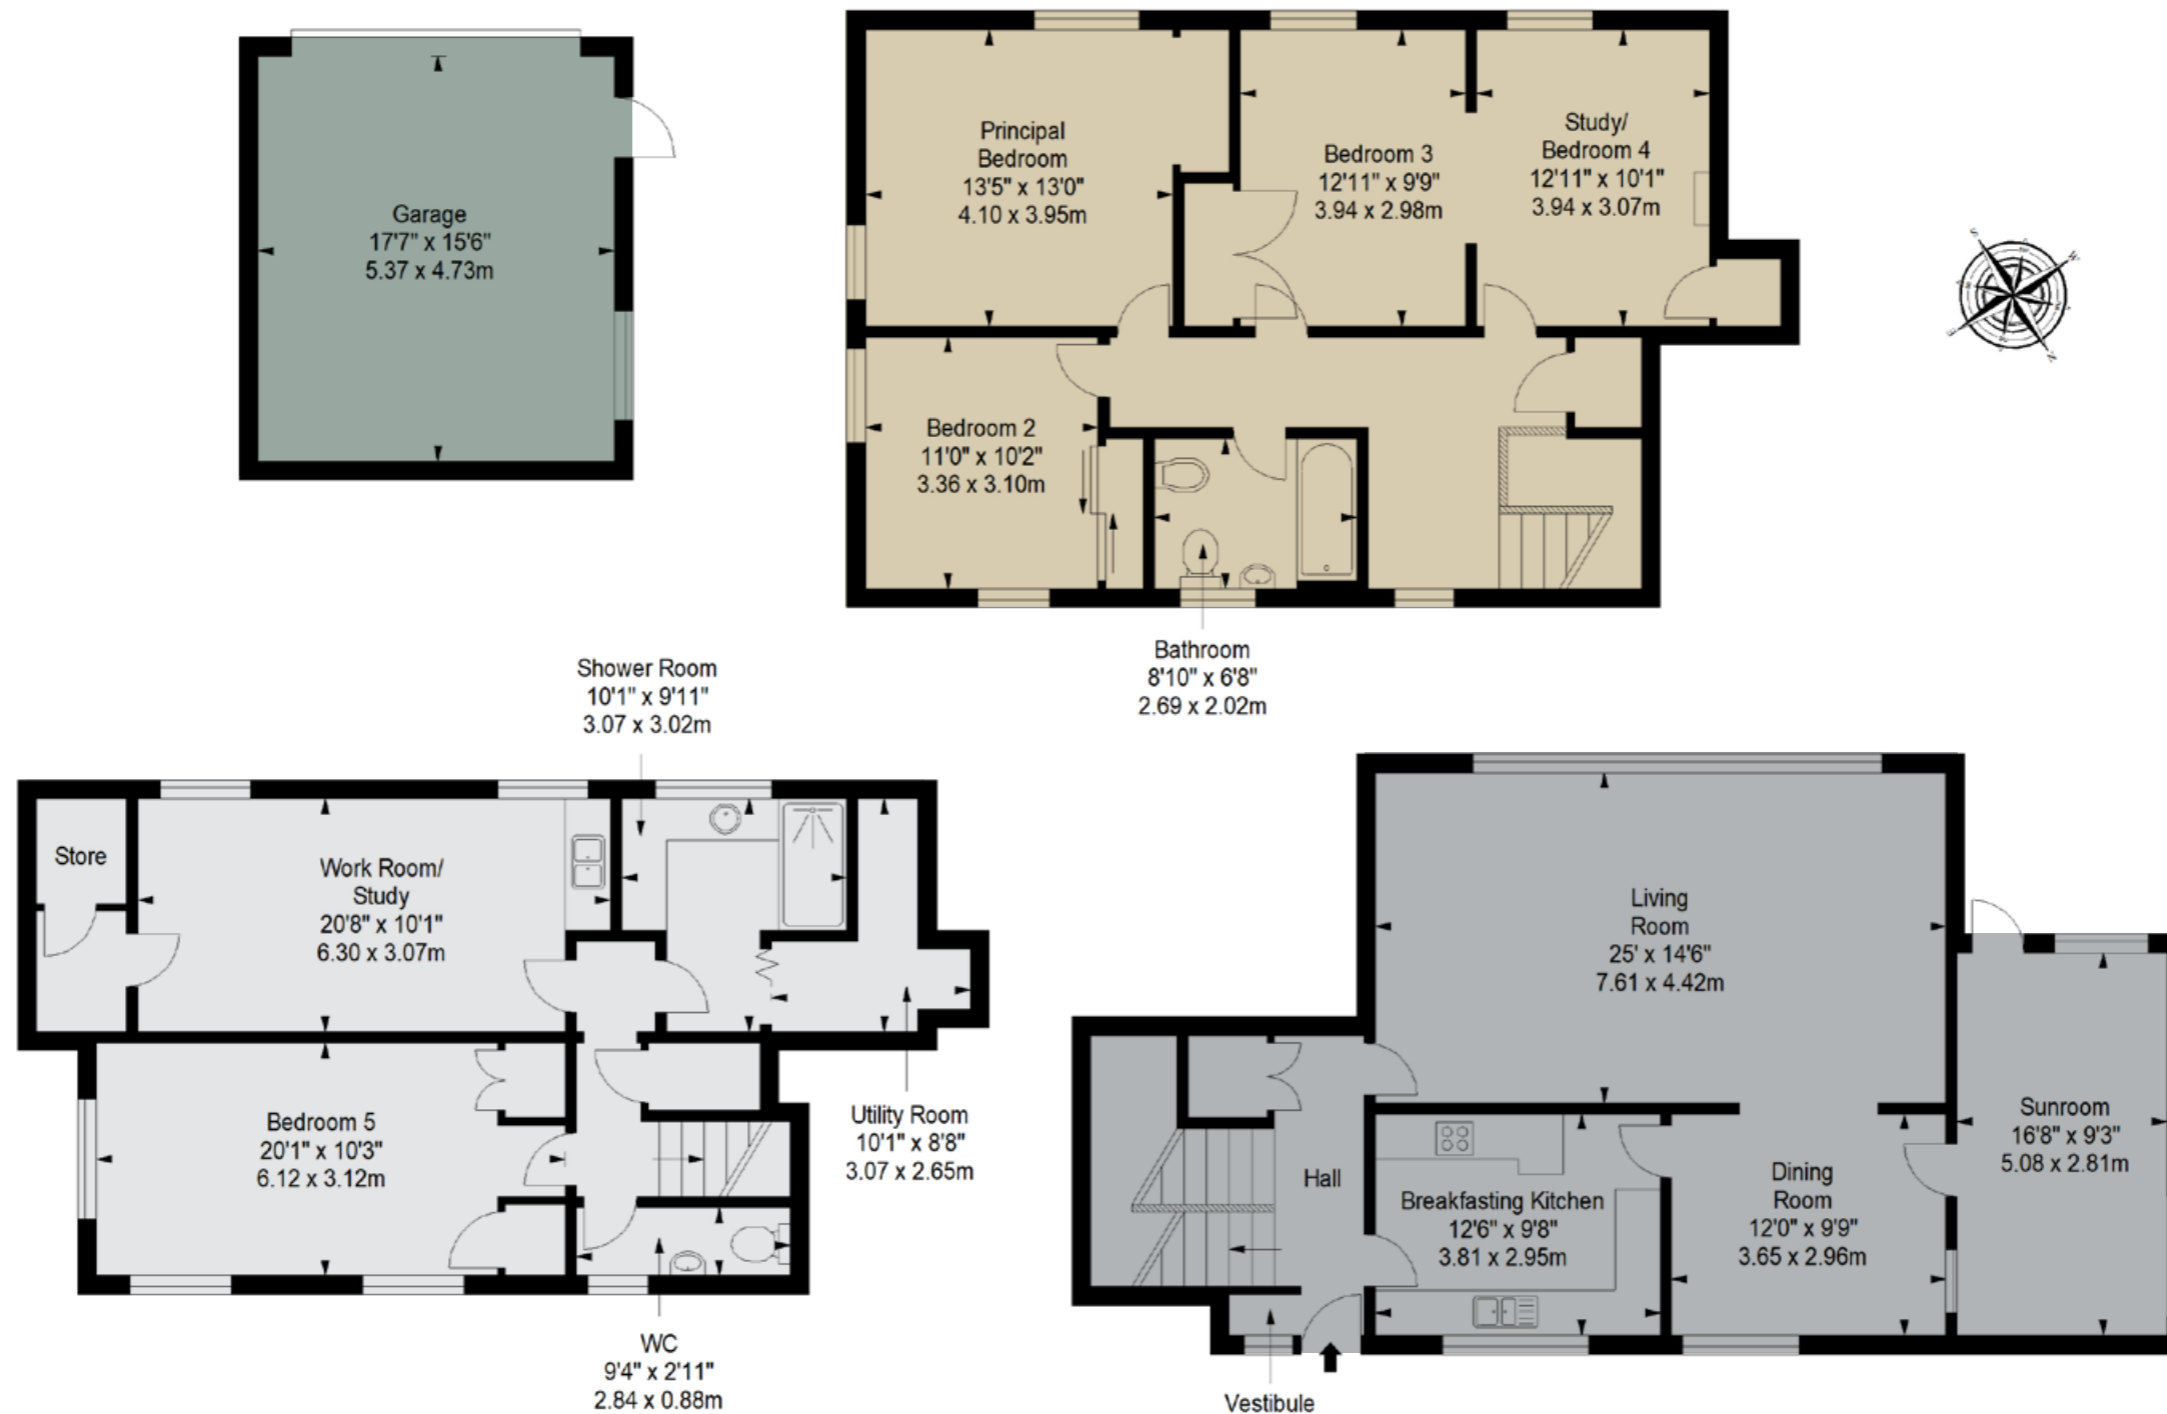 Garage
17'7" x 15'6"
5.37 x 4.73m
Principal
Bedroom
13'5" x 13'0"
4.10 x 3.95m
Bedroom 3
12'11" x 9'9"
3.94 x 2.98m
Study/
Bedroom 4
12'11" x 10'1"
3.94 x 3.07m
Bedroom 2
11'0" x 10'2"
3.36 x 3.10m
Bathroom
8'10" x 6'8"
2.69 x 2.02m
S
W
E
N
Shower Room
10'1" x 9'11"
3.07 x 3.02m
Store
Work Room/
Study
20'8" x 10'1"
6.30 x 3.07m
Bedroom 5
20'1" x 10'3"
6.12 x 3.12m
Utility Room
10'1" x 8'8"
3.07 x 2.65m
WC
9'4" x 2'11"
2.84 x 0.88m
Living
Room
25' x 14'6"
7.61 x 4.42m
Sunroom
16'8" x 9'3"
5.08 x 2.81m
Hall
Breakfasting Kitchen
12'6" x 9'8"
3.81 x 2.95m
Dining
Room
12'0" x 9'9"
3.65 x 2.96m
Vestibule